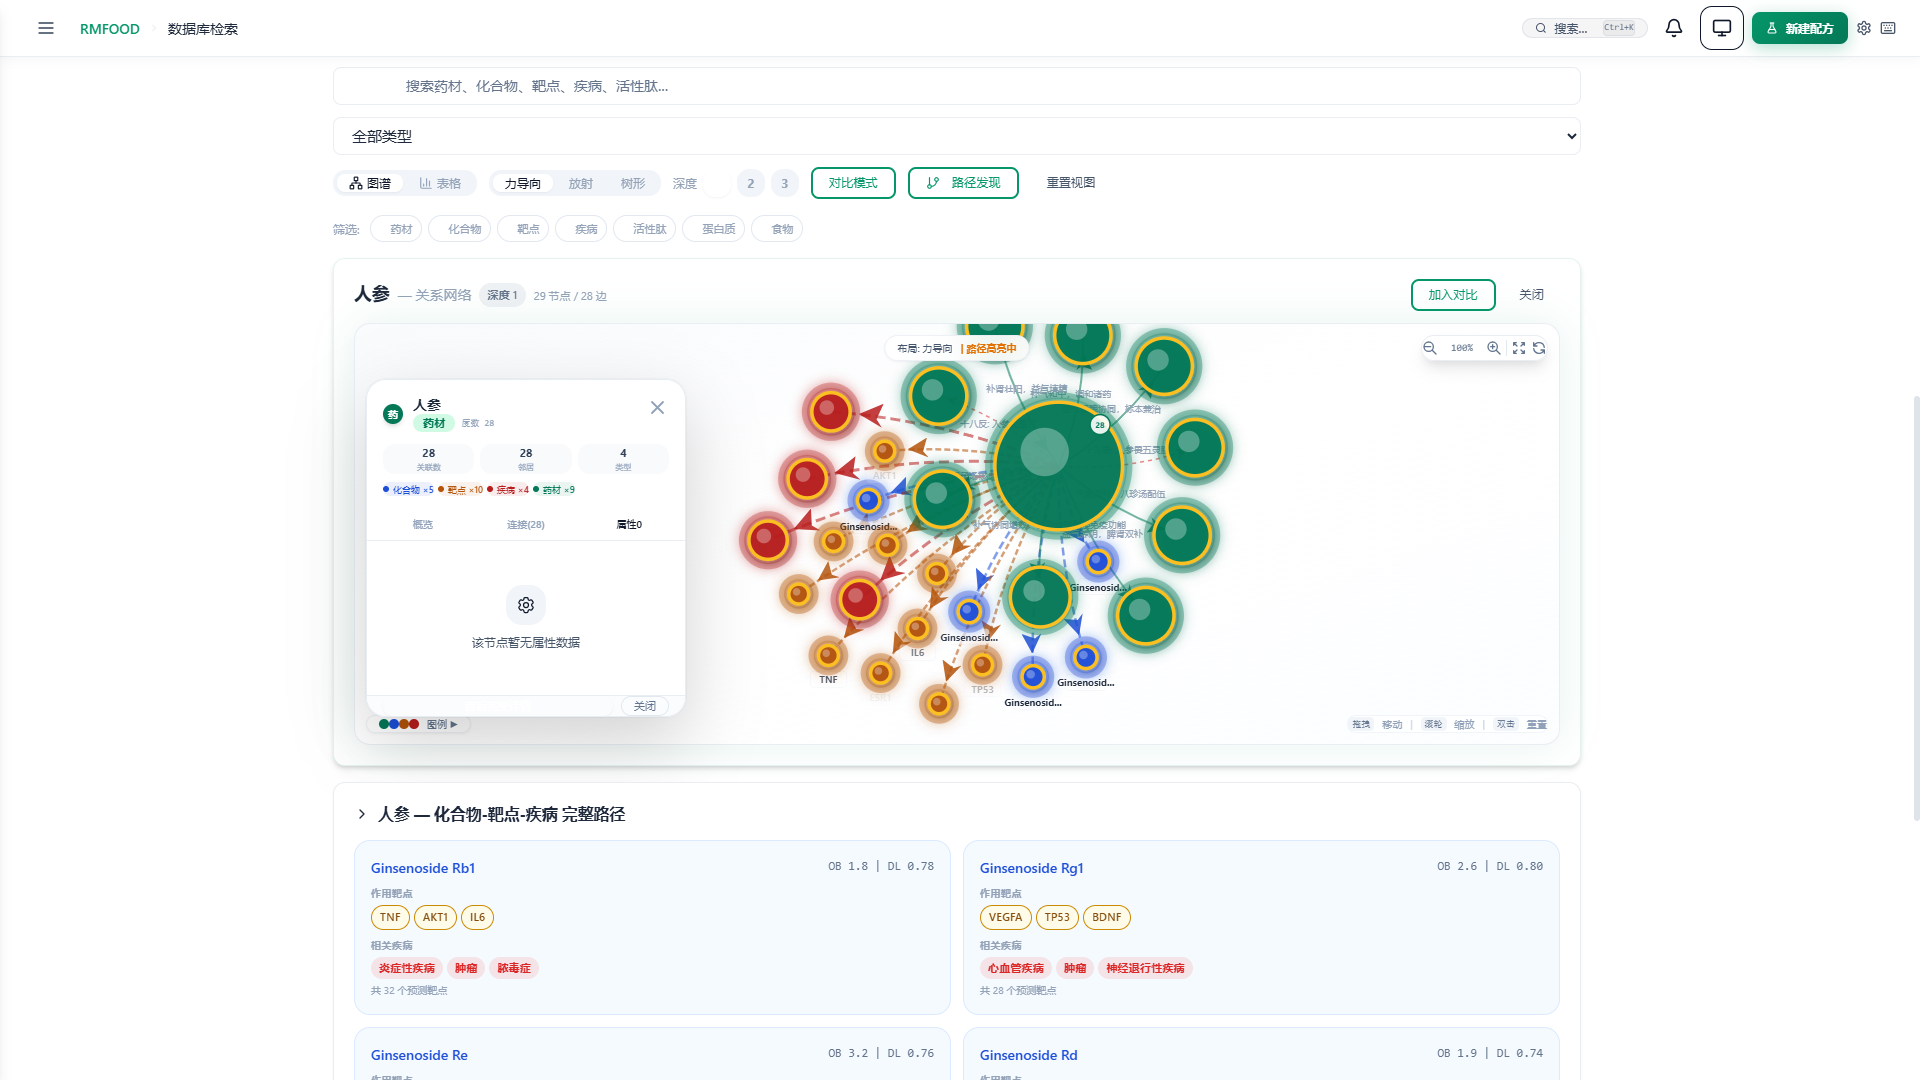 RMFOOD
数据库检索
搜索...
Ctrl+K
新建配方
搜索药材、化合物、靶点、疾病、活性肽...
全部类型
图谱
表格
力导向
放射
树形
深度
2
3
对比模式
路径发现
重置视图
筛选:
药材
化合物
靶点
疾病
活性肽
蛋白质
食物
人参 — 关系网络 深度 1 29 节点 / 28 边
加入对比
关闭
布局: 力导向 | 路径高亮中
100%
药
人参
药材 度数 28
28
关联数
28
邻居
4
类型
化合物 ×5 靶点 ×10 疾病 ×4 药材 ×9
概览
连接(28)
属性0
该节点暂无属性数据
关闭
图例 ▶
28
AKT1
Ginsenosid...
Ginsenosid...
Ginsenosid...
IL6
TNF
TP53
Ginsenosid...
Ginsenosid...
拖拽 移动 | 滚轮 缩放 | 双击 重置
人参 — 化合物-靶点-疾病 完整路径
Ginsenoside Rb1
OB 1.8 | DL 0.78
作用靶点
TNF AKT1 IL6
相关疾病
炎症性疾病 肿瘤 脓毒症
共 32 个预测靶点
Ginsenoside Rg1
OB 2.6 | DL 0.80
作用靶点
VEGFA TP53 BDNF
相关疾病
心血管疾病 肿瘤 神经退行性疾病
共 28 个预测靶点
Ginsenoside Re
OB 3.2 | DL 0.76
Ginsenoside Rd
OB 1.9 | DL 0.74